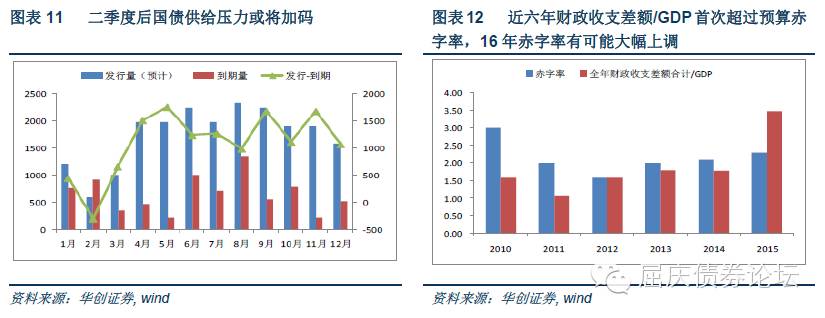 图表 11 二季度后国债供给压力或将加码
发行量（预计） 到期量 发行-到期
2500
2000
1500
1000
500
0
2000
1500
1000
500
0
-500
1月 2月 3月 4月 5月 6月 7月 8月 9月 10月 11月 12月
资料来源：华创证券, wind
图表 12 近六年财政收支差额/GDP 首次超过预算赤
字率，16 年赤字率有可能大幅上调
赤字率 全年财政收支差额合计/GDP
4.00
3.50
3.00
2.50
2.00
1.50
1.00
0.50
0.00
2010 2011 2012 2013 2014 2015
资料来源：华创证券, wind
屈庆债券论坛